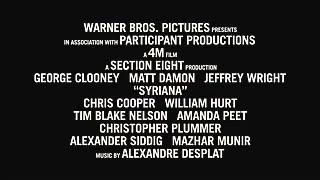 WARNER BROS. PICTURES PRESENTS
IN ASSOCIATION WITH PARTICIPANT PRODUCTIONS
A 4M FILM
A SECTION EIGHT PRODUCTION
GEORGE CLOONEY MATT DAMON JEFFREY WRIGHT
“SYRIANA”
CHRIS COOPER WILLIAM HURT
TIM BLAKE NELSON AMANDA PEET
CHRISTOPHER PLUMMER
ALEXANDER SIDDIG MAZHAR MUNIR
MUSIC BY ALEXANDRE DESPLAT